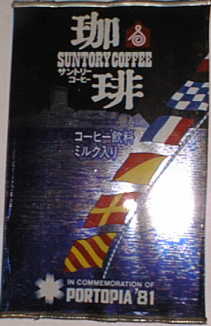 珈
SUNTORY COFFEE
サントリー
コーヒー
琲
コーヒー飲料
ミルク入り
IN COMMEMORATION OF
PORTOPIA '81